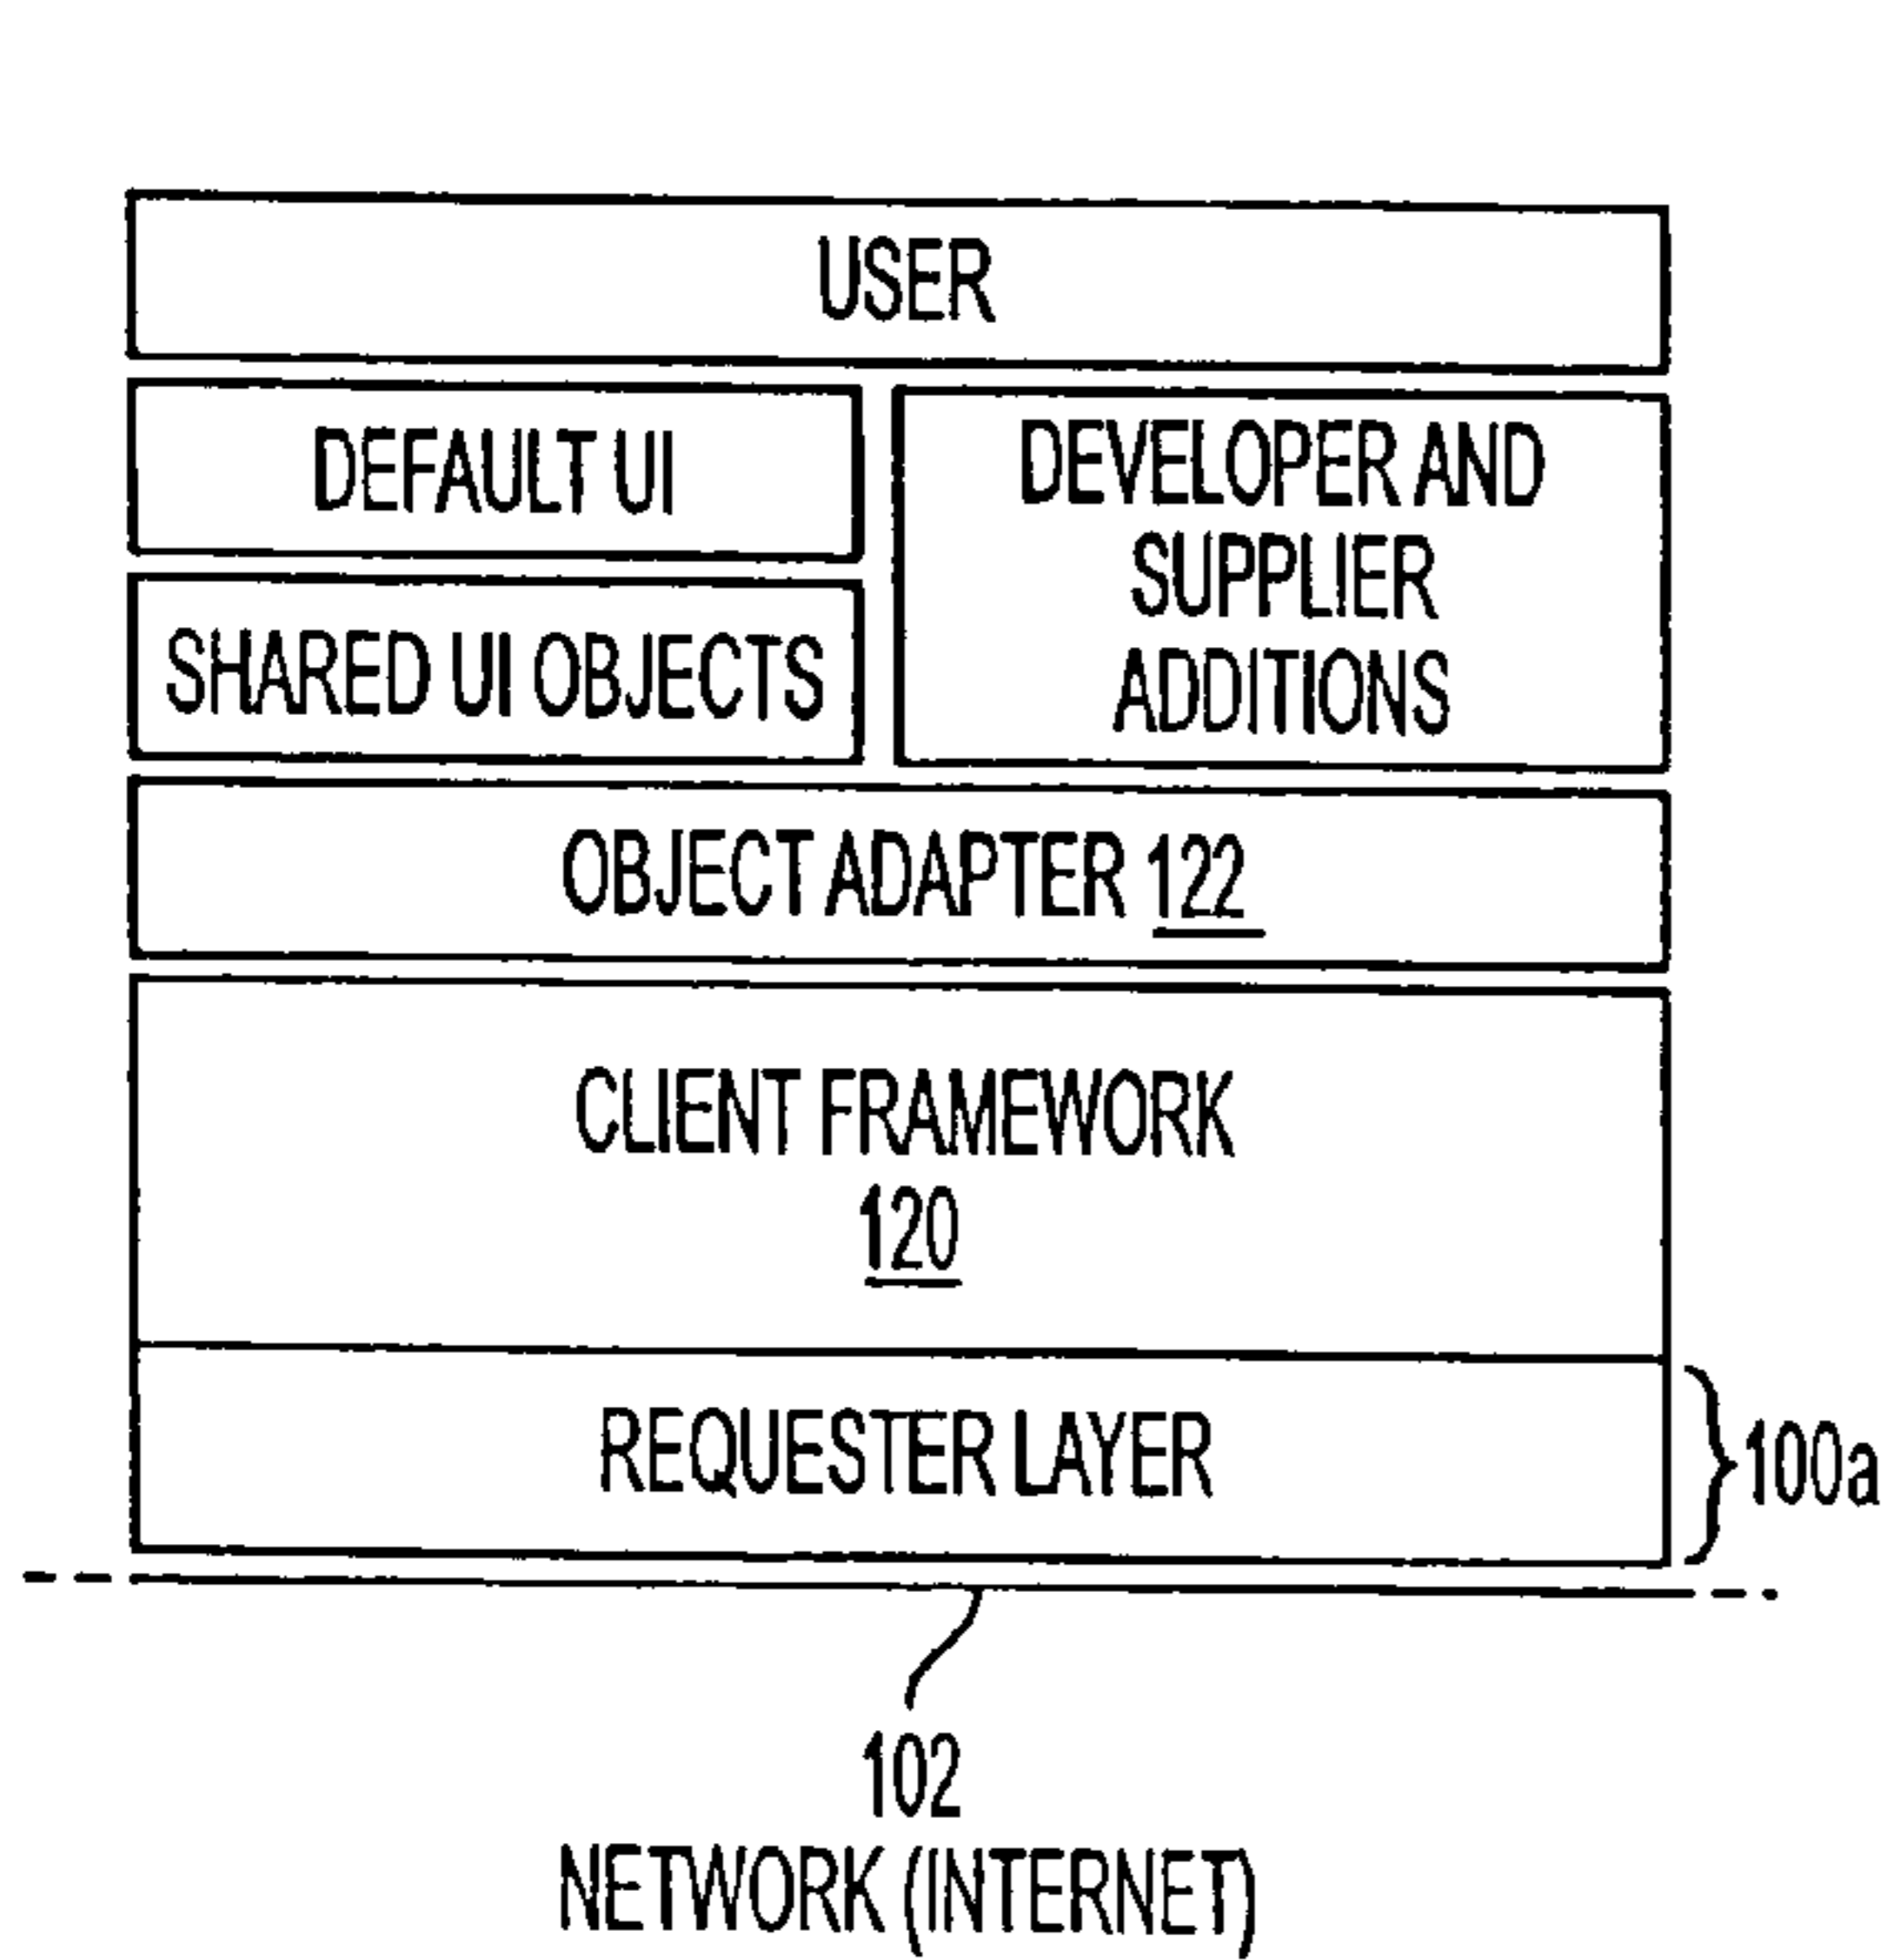 USER
DEFAULT UI
SHARED UI OBJECTS
DEVELOPER AND
SUPPLIER
ADDITIONS
OBJECT ADAPTER 122
CLIENT FRAMEWORK
120
REQUESTER LAYER
100a
102
NETWORK (INTERNET)